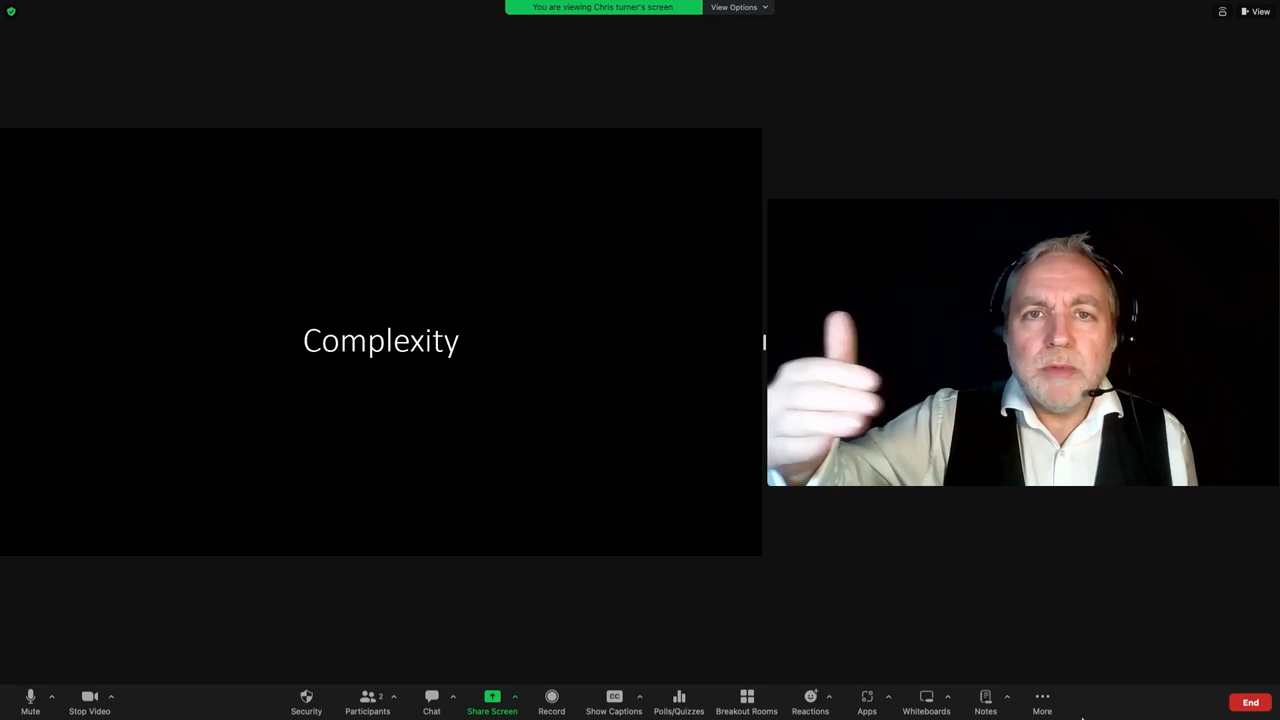 You are viewing Chris turner's screen
View Options
View
Complexity
Mute
Stop Video
Security
Participants
2
Chat
Share Screen
Record
CC
Show Captions
Polls/Quizzes
Breakout Rooms
Reactions
Apps
Whiteboards
Notes
More
End